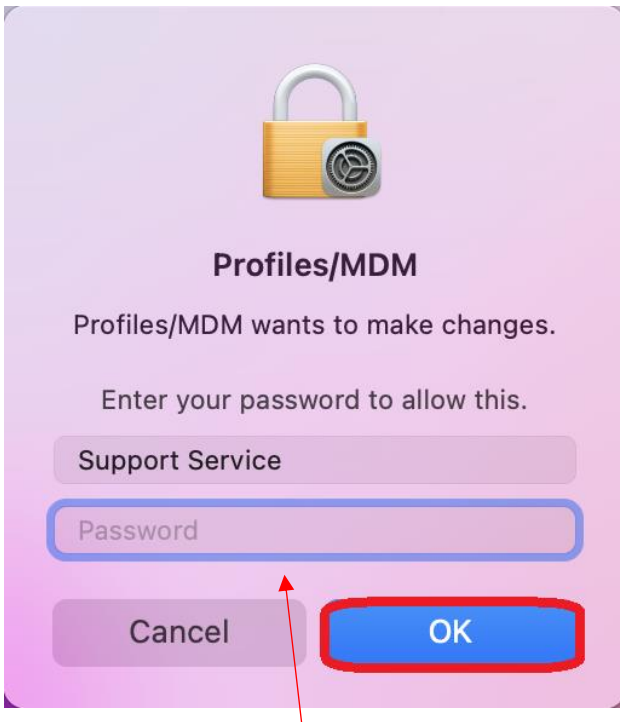 Profiles/MDM
Profiles/MDM wants to make changes.
Enter your password to allow this.
Support Service
Password
Cancel OK